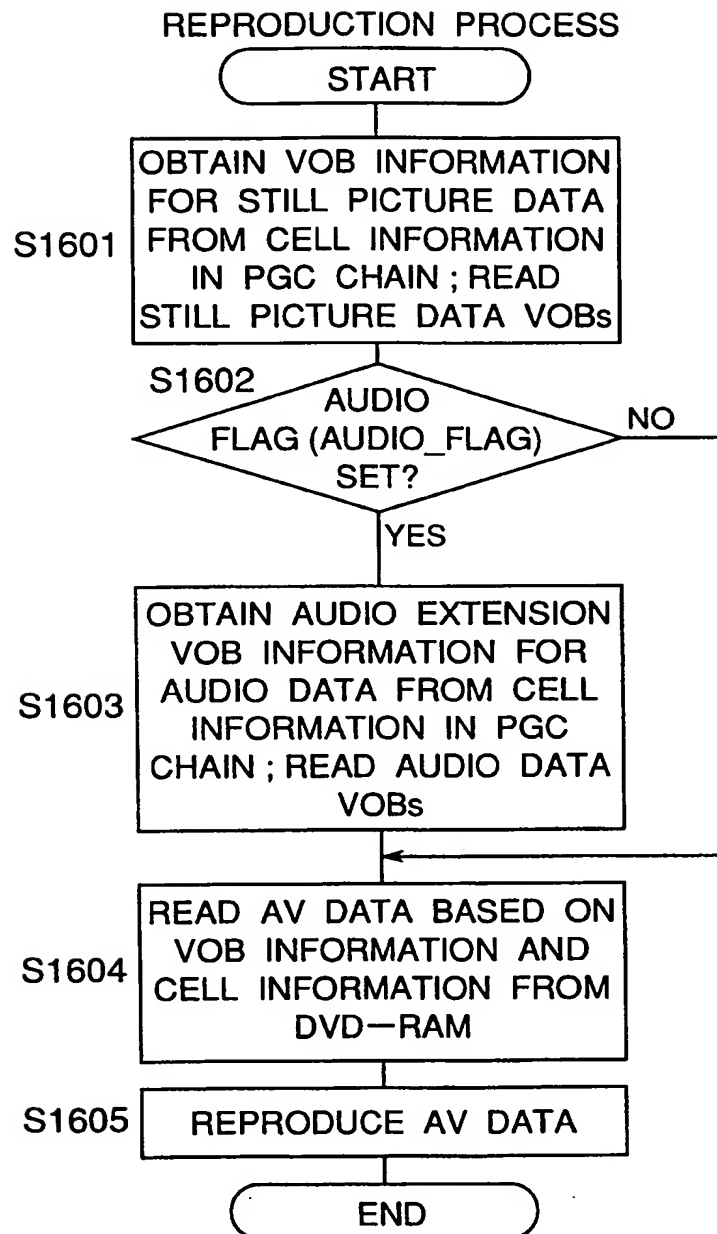 REPRODUCTION PROCESS
START
S1601
OBTAIN VOB INFORMATION
FOR STILL PICTURE DATA
FROM CELL INFORMATION
IN PGC CHAIN ; READ
STILL PICTURE DATA VOBs
S1602
AUDIO
FLAG (AUDIO_FLAG)
SET?
NO
YES
S1603
OBTAIN AUDIO EXTENSION
VOB INFORMATION FOR
AUDIO DATA FROM CELL
INFORMATION IN PGC
CHAIN ; READ AUDIO DATA
VOBs
S1604
READ AV DATA BASED ON
VOB INFORMATION AND
CELL INFORMATION FROM
DVD-RAM
S1605
REPRODUCE AV DATA
END